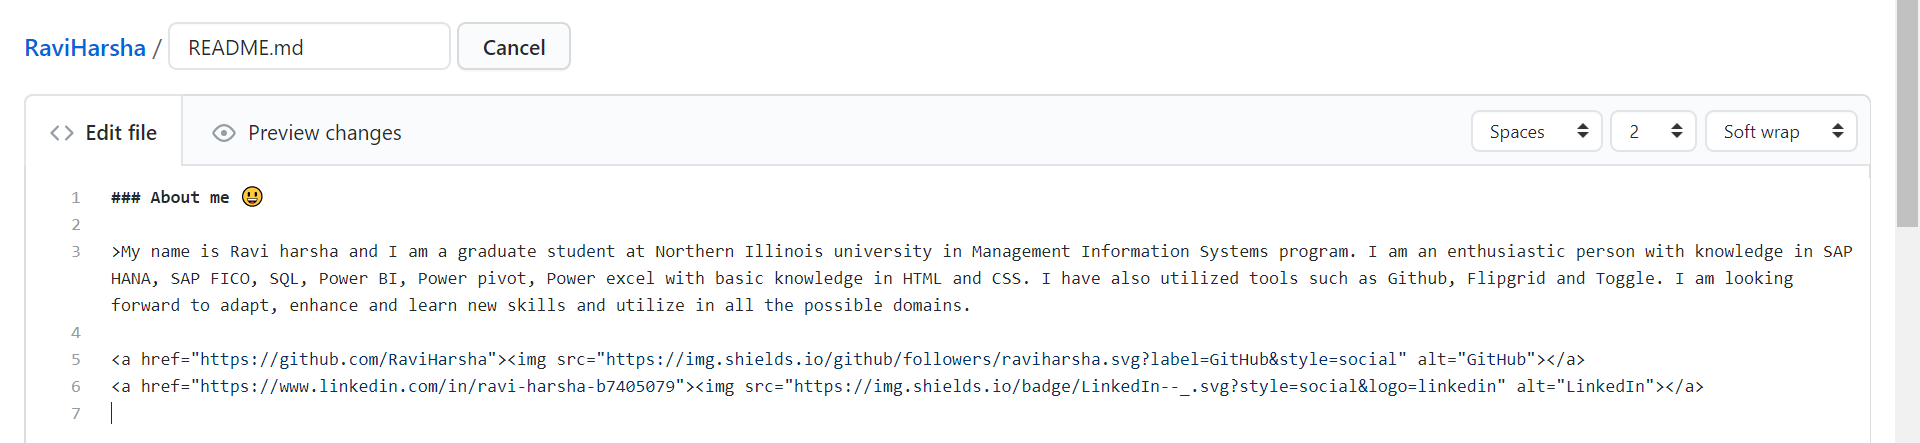 RaviHarsha / README.md Cancel
Edit file Preview changes Spaces 2 Soft wrap
1 ### About me 😃
2
3 >My name is Ravi harsha and I am a graduate student at Northern Illinois university in Management Information Systems program. I am an enthusiastic person with knowledge in SAP
HANA, SAP FICO, SQL, Power BI, Power pivot, Power excel with basic knowledge in HTML and CSS. I have also utilized tools such as Github, Flipgrid and Toggle. I am looking
forward to adapt, enhance and learn new skills and utilize in all the possible domains.
4
5 <a href="https://github.com/RaviHarsha"><img src="https://img.shields.io/github/followers/raviharsha.svg?label=GitHub&style=social" alt="GitHub"></a>
6 <a href="https://www.linkedin.com/in/ravi-harsha-b7405079"><img src="https://img.shields.io/badge/LinkedIn--_.svg?style=social&logo=linkedin" alt="LinkedIn"></a>
7